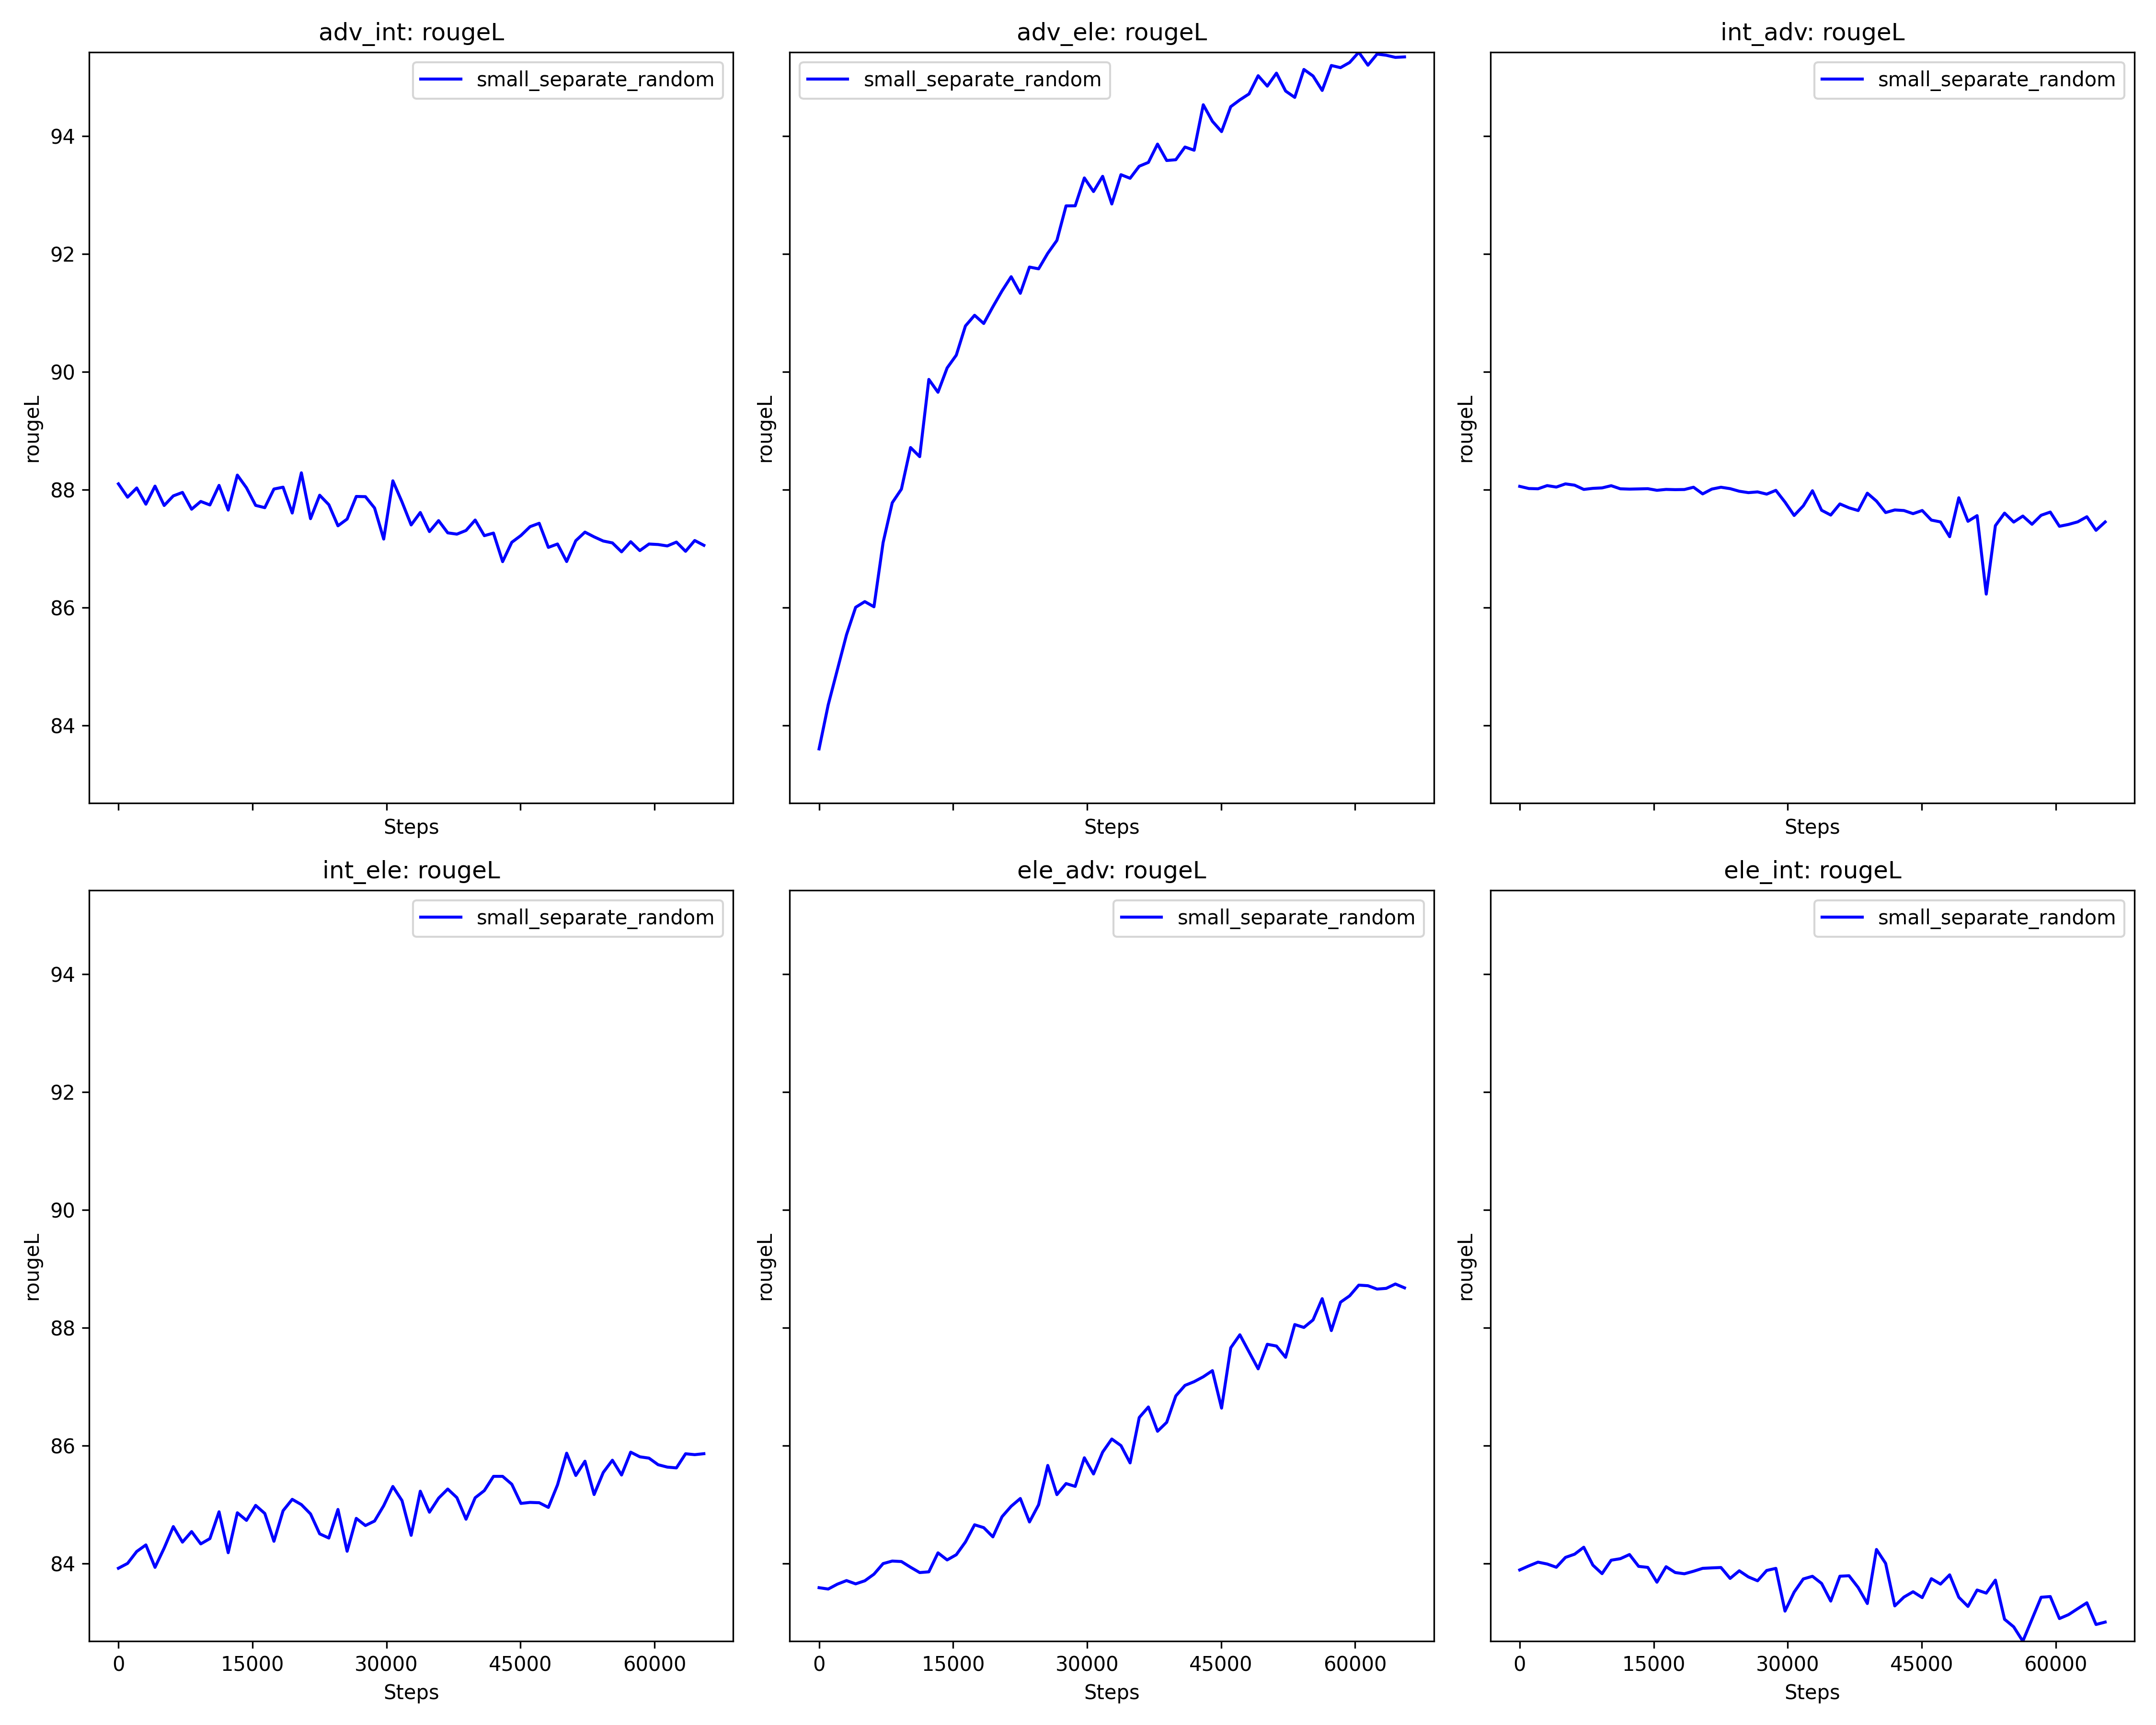 adv_int: rougeL
small_separate_random
94
92
90
88
86
84
rougeL
Steps
adv_ele: rougeL
small_separate_random
rougeL
Steps
int_adv: rougeL
small_separate_random
rougeL
Steps
int_ele: rougeL
small_separate_random
94
92
90
88
86
84
rougeL
0 15000 30000 45000 60000
Steps
ele_adv: rougeL
small_separate_random
rougeL
0 15000 30000 45000 60000
Steps
ele_int: rougeL
small_separate_random
rougeL
0 15000 30000 45000 60000
Steps